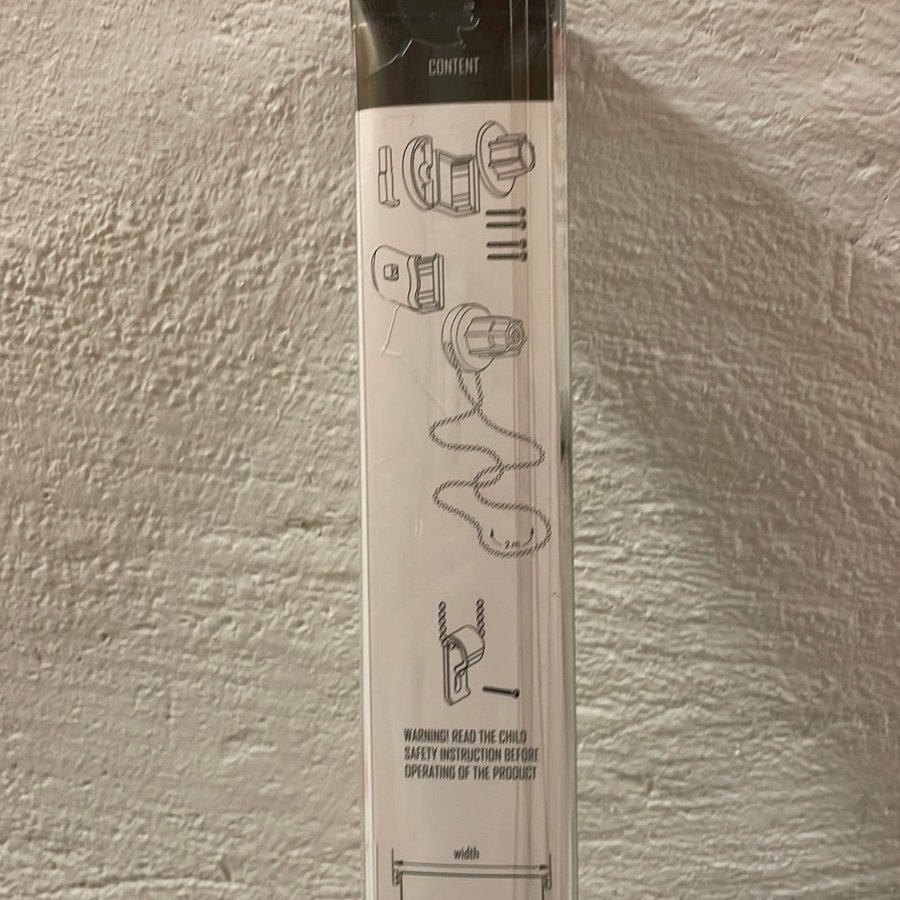 CONTENT
2 m
WARNING! READ THE CHILD
SAFETY INSTRUCTION BEFORE
OPERATING OF THE PRODUCT
width